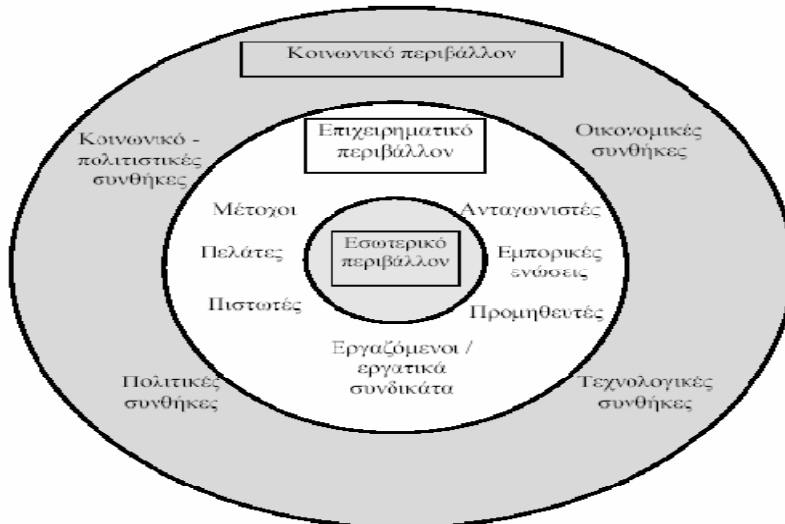 Κοινωνικό περιβάλλον
Κοινωνικό -
πολιτιστικές
συνθήκες
Επιχειρηματικό
περιβάλλον
Οικονομικές
συνθήκες
Μέτοχοι
Ανταγωνιστές
Πελάτες
Εσωτερικό
περιβάλλον
Εμπορικές
ενώσεις
Πιστωτές
Προμηθευτές
Εργαζόμενοι /
εργατικά
συνδικάτα
Πολιτικές
συνθήκες
Τεχνολογικές
συνθήκες